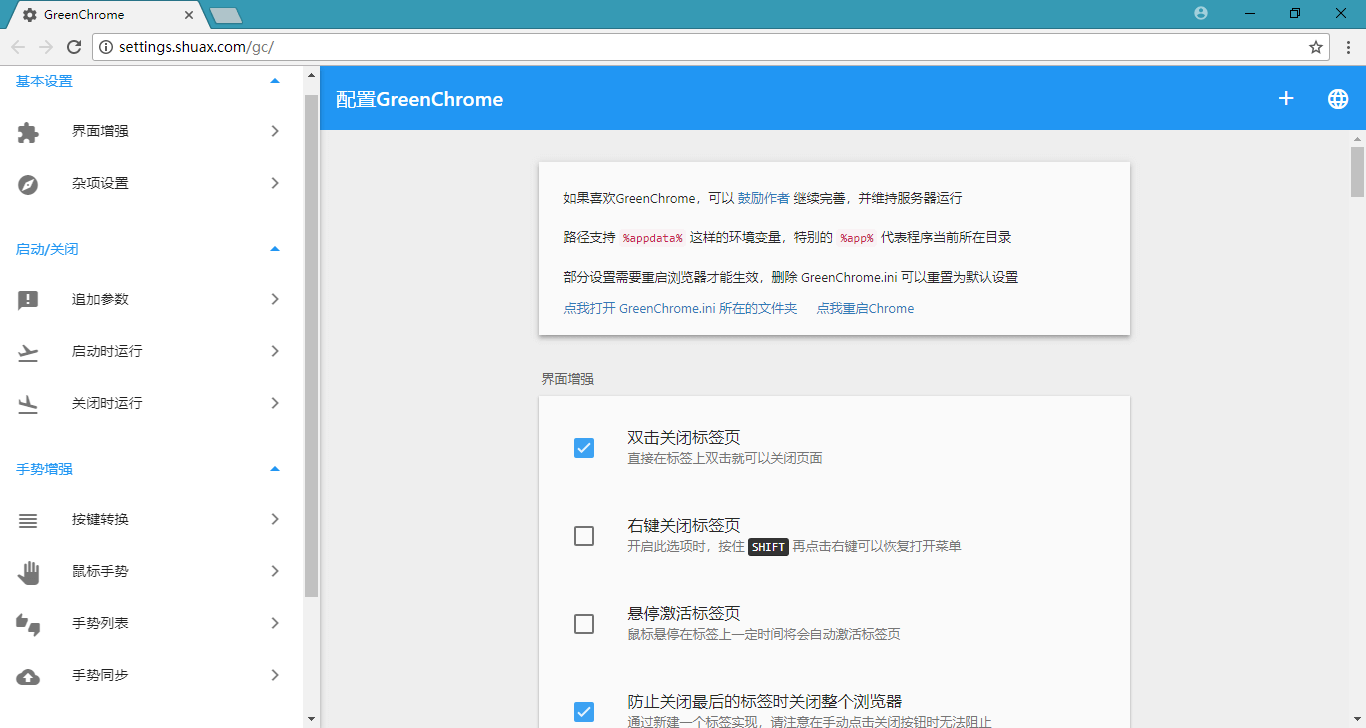 GreenChrome
settings.shuax.com/gc/
基本设置
界面增强
杂项设置
启动/关闭
追加参数
启动时运行
关闭时运行
手势增强
按键转换
鼠标手势
手势列表
手势同步
配置GreenChrome
如果喜欢GreenChrome，可以 鼓励作者 继续完善，并维持服务器运行
路径支持 %appdata% 这样的环境变量，特别的 %app% 代表程序当前所在目录
部分设置需要重启浏览器才能生效，删除 GreenChrome.ini 可以重置为默认设置
点我打开 GreenChrome.ini 所在的文件夹 点我重启Chrome
界面增强
双击关闭标签页
直接在标签上双击就可以关闭页面
右键关闭标签页
开启此选项时，按住 SHIFT 再点击右键可以恢复打开菜单
悬停激活标签页
鼠标悬停在标签上一定时间将会自动激活标签页
防止关闭最后的标签时关闭整个浏览器
通过新建一个标签实现，请注意在手动点击关闭按钮时无法阻止